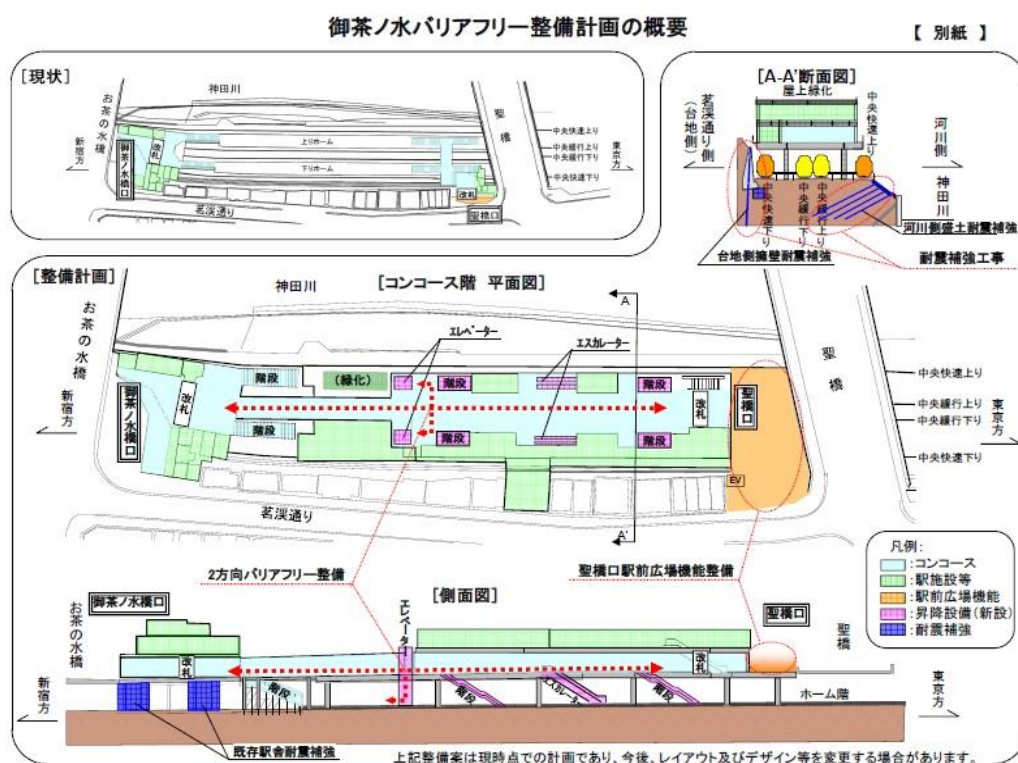 御茶ノ水バリアフリー整備計画の概要
【 別紙 】
[現状]
神田川
お茶の水橋
聖橋
新宿方
御茶ノ水橋口
改札
上りホーム
下りホーム
改札
聖橋口
茗渓通り
中央快速上り
中央緩行上り
中央緩行下り
中央快速下り
東京方
[A-A'断面図]
屋上緑化
茗渓通り側
(台地側)
中央快速上り
河川側
神田川
中央快速下り
中央緩行下り
中央緩行上り
河川側盛土耐震補強
台地側擁壁耐震補強
耐震補強工事
[整備計画]
神田川
[コンコース階 平面図]
A
お茶の水橋
エレベーター
エスカレーター
聖橋
新宿方
御茶ノ水橋口
改札
階段
(緑化)
階段
階段
改札
聖橋口
階段
階段
階段
EV
中央快速上り
中央緩行上り
中央緩行下り
中央快速下り
東京方
茗渓通り
A'
2方向バリアフリー整備
聖橋口駅前広場機能整備
凡例:
:コンコース
:駅施設等
:駅前広場機能
:昇降設備(新設)
:耐震補強
[側面図]
御茶ノ水橋口
お茶の水橋
エレベーター
聖橋口
聖橋
改札
改札
新宿方
階段
階段
エスカレーター
階段
ホーム階
東京方
既存駅舎耐震補強
上記整備案は現時点での計画であり、今後、レイアウト及びデザイン等を変更する場合があります。